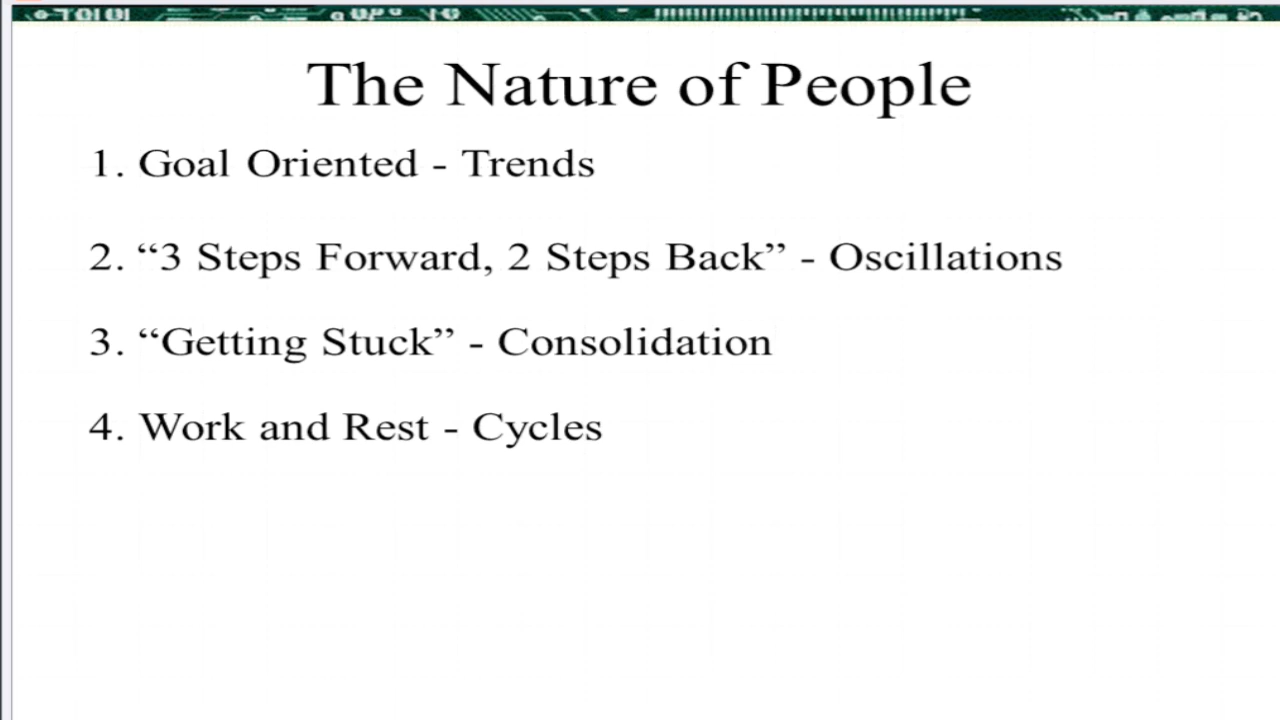 The Nature of People
1. Goal Oriented - Trends
2. “3 Steps Forward, 2 Steps Back” - Oscillations
3. “Getting Stuck” - Consolidation
4. Work and Rest - Cycles